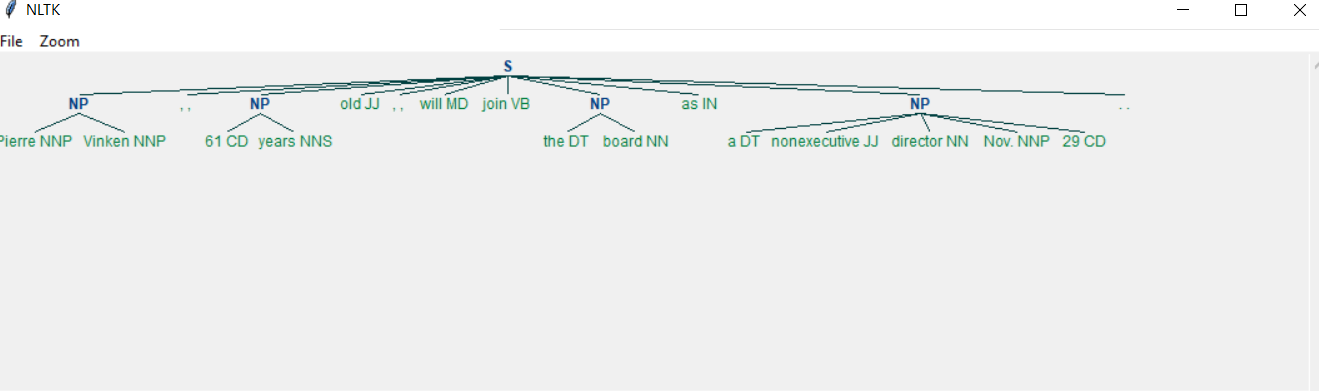 NLTK
File Zoom
S
NP , , NP old JJ , , will MD join VB NP as IN NP . .
Pierre NNP Vinken NNP 61 CD years NNS the DT board NN a DT nonexecutive JJ director NN Nov. NNP 29 CD